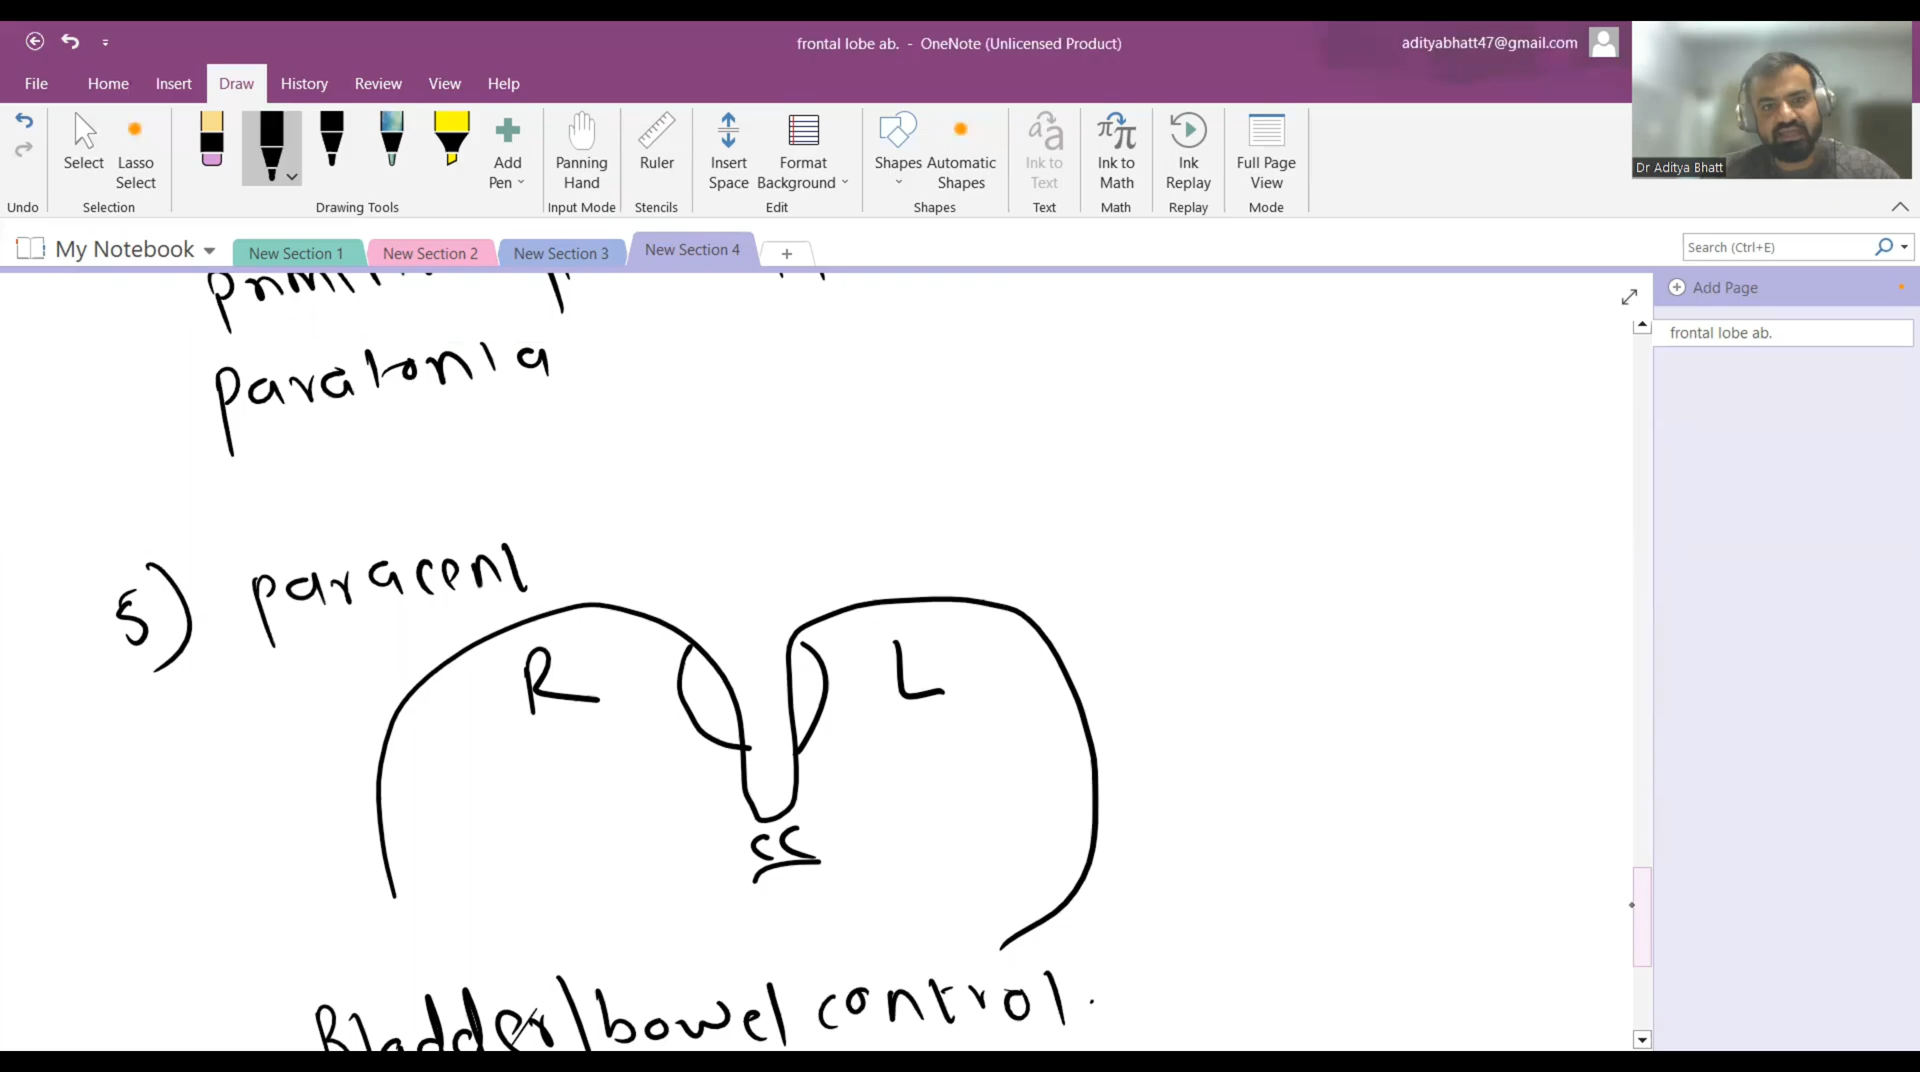 frontal lobe ab. - OneNote (Unlicensed Product)
adityabhatt47@gmail.com
File Home Insert Draw History Review View Help
Select
Lasso Select
Add Pen
Panning Hand
Ruler
Insert Space
Format Background
Shapes
Automatic Shapes
Ink to Text
Ink to Math
Ink Replay
Full Page View
Dr Aditya Bhatt
Undo Selection Drawing Tools Input Mode Stencils Edit Shapes Text Math Replay Mode
My Notebook New Section 1 New Section 2 New Section 3 New Section 4
Search (Ctrl+E)
Add Page
frontal lobe ab.
paratonia
5) paracent
R L
CC
Bladder/bowel control.